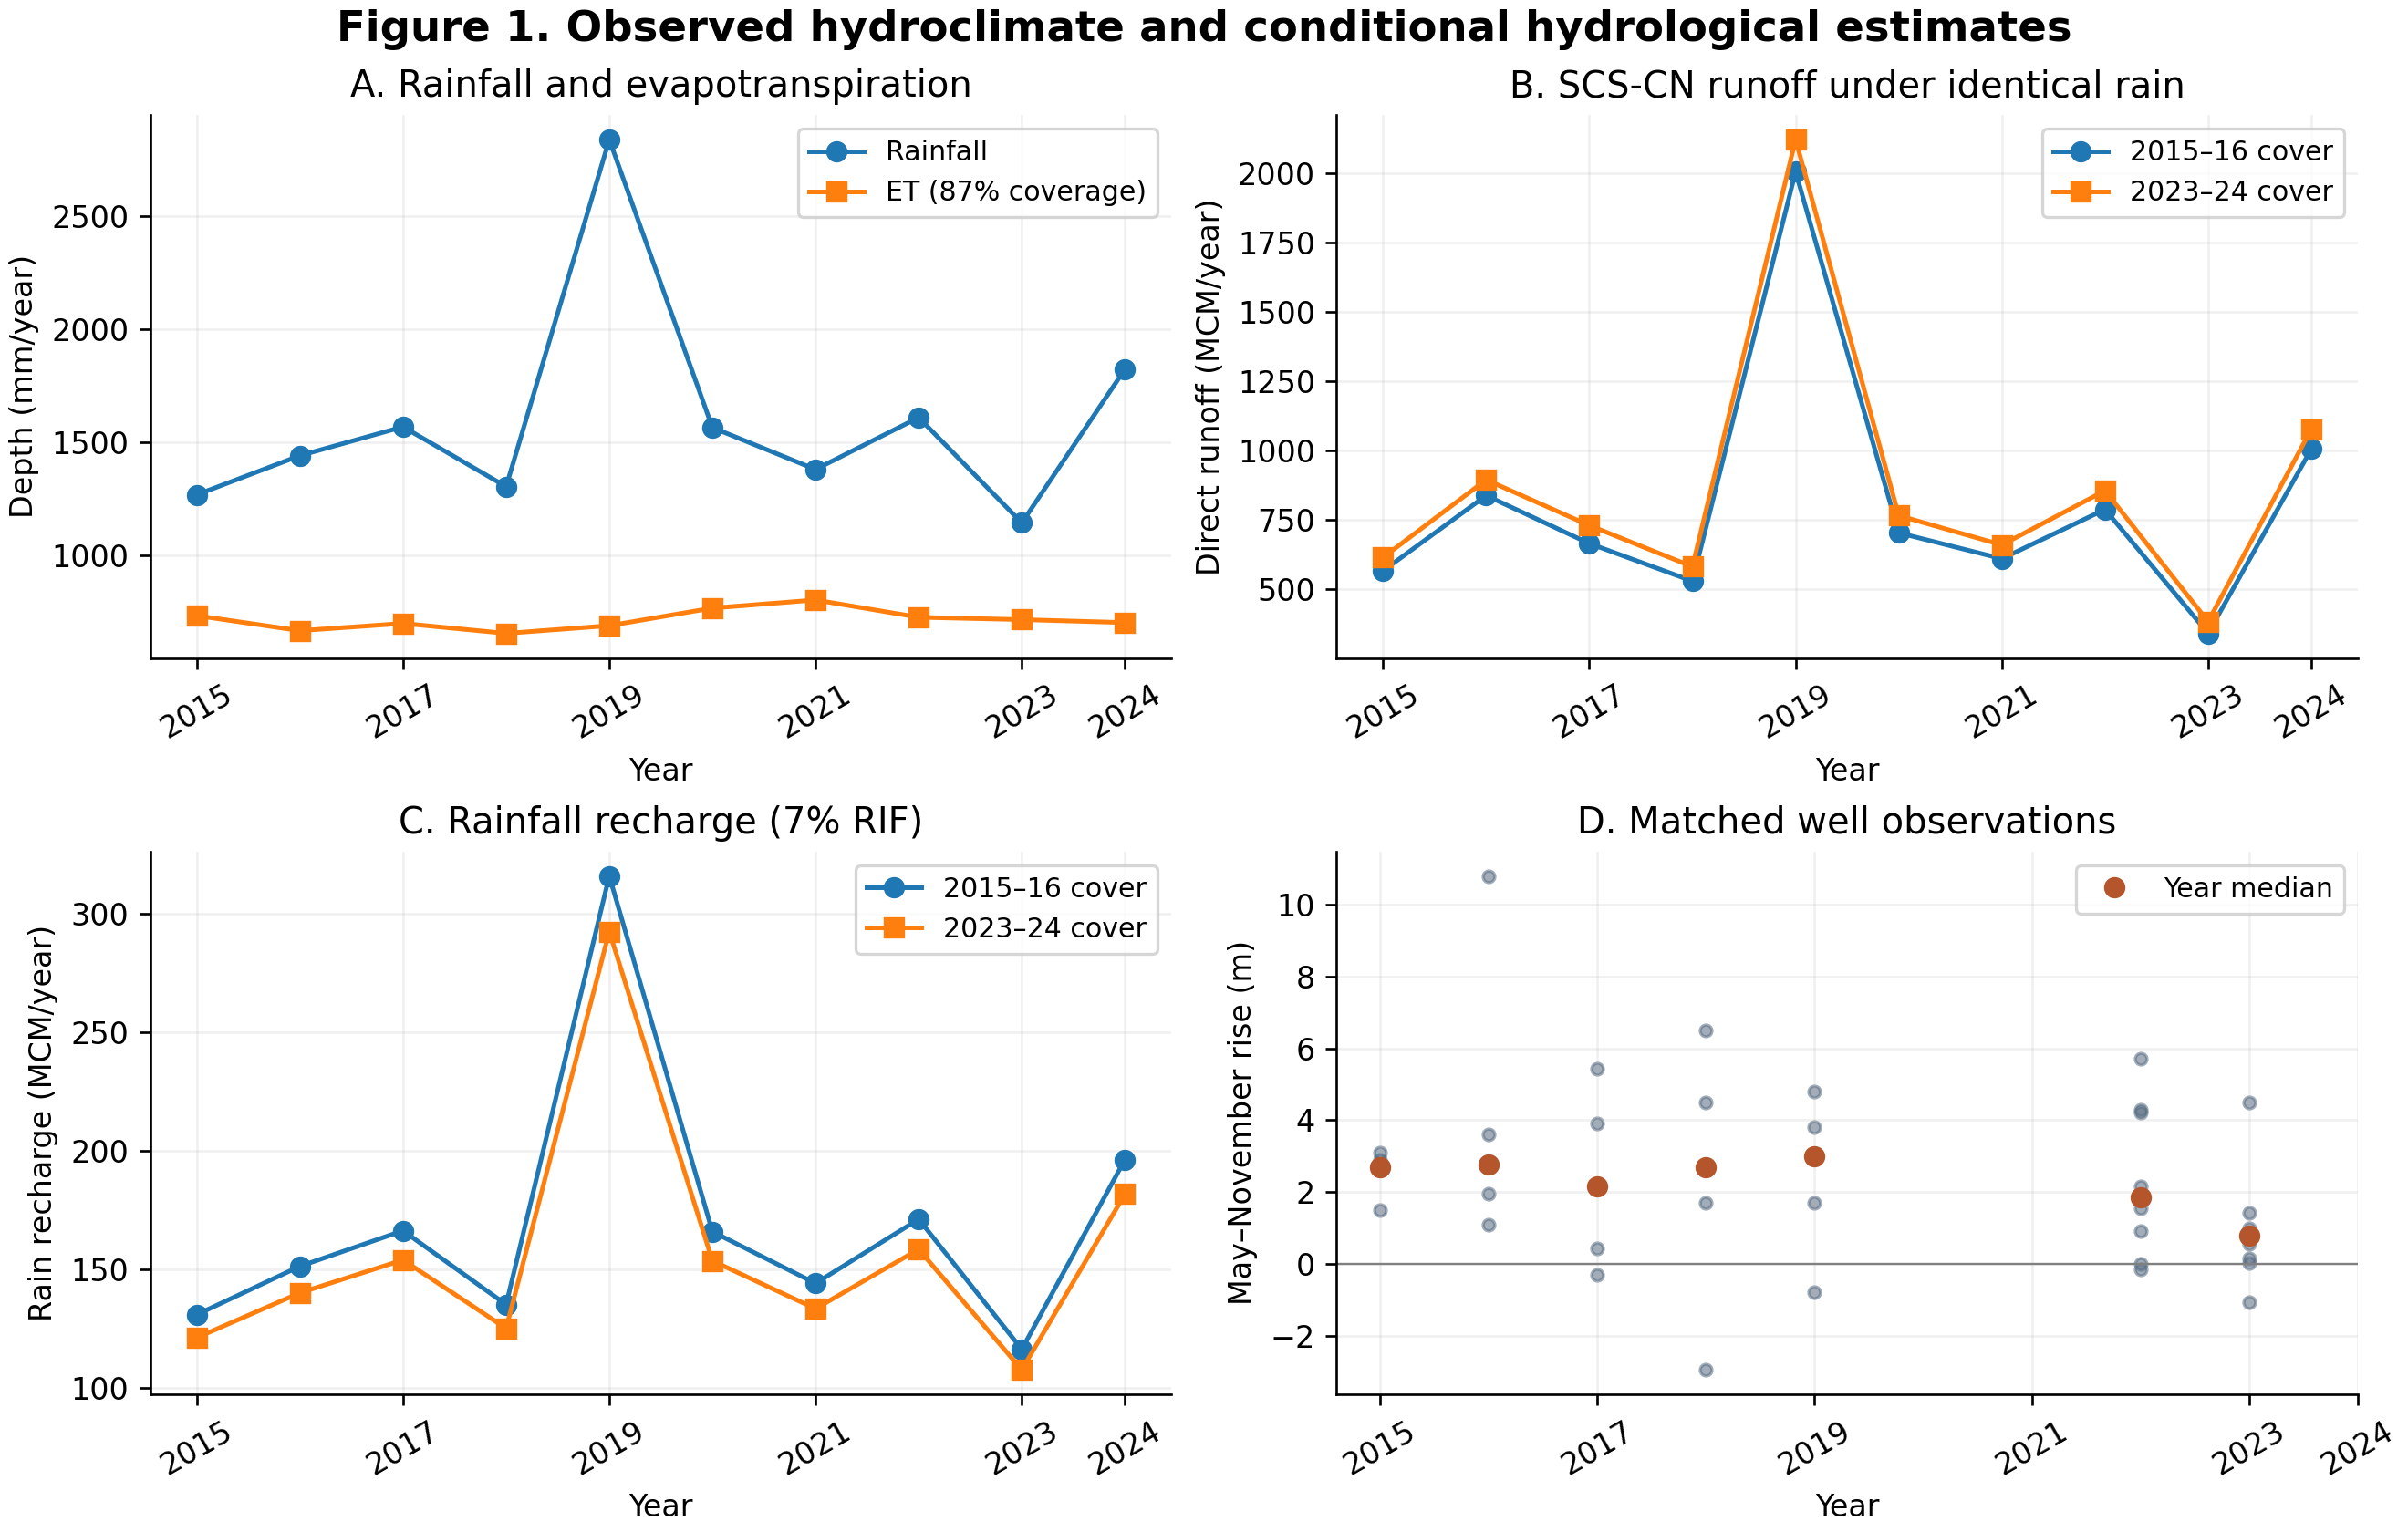 Figure 1. Observed hydroclimate and conditional hydrological estimates
A. Rainfall and evapotranspiration
Depth (mm/year)
2500
2000
1500
1000
Rainfall
ET (87% coverage)
2015
2017
2019
2021
2023
2024
Year
B. SCS-CN runoff under identical rain
Direct runoff (MCM/year)
2000
1750
1500
1250
1000
750
500
2015–16 cover
2023–24 cover
2015
2017
2019
2021
2023
2024
Year
C. Rainfall recharge (7% RIF)
Rain recharge (MCM/year)
300
250
200
150
100
2015–16 cover
2023–24 cover
2015
2017
2019
2021
2023
2024
Year
D. Matched well observations
May–November rise (m)
10
8
6
4
2
0
−2
Year median
2015
2017
2019
2021
2023
2024
Year